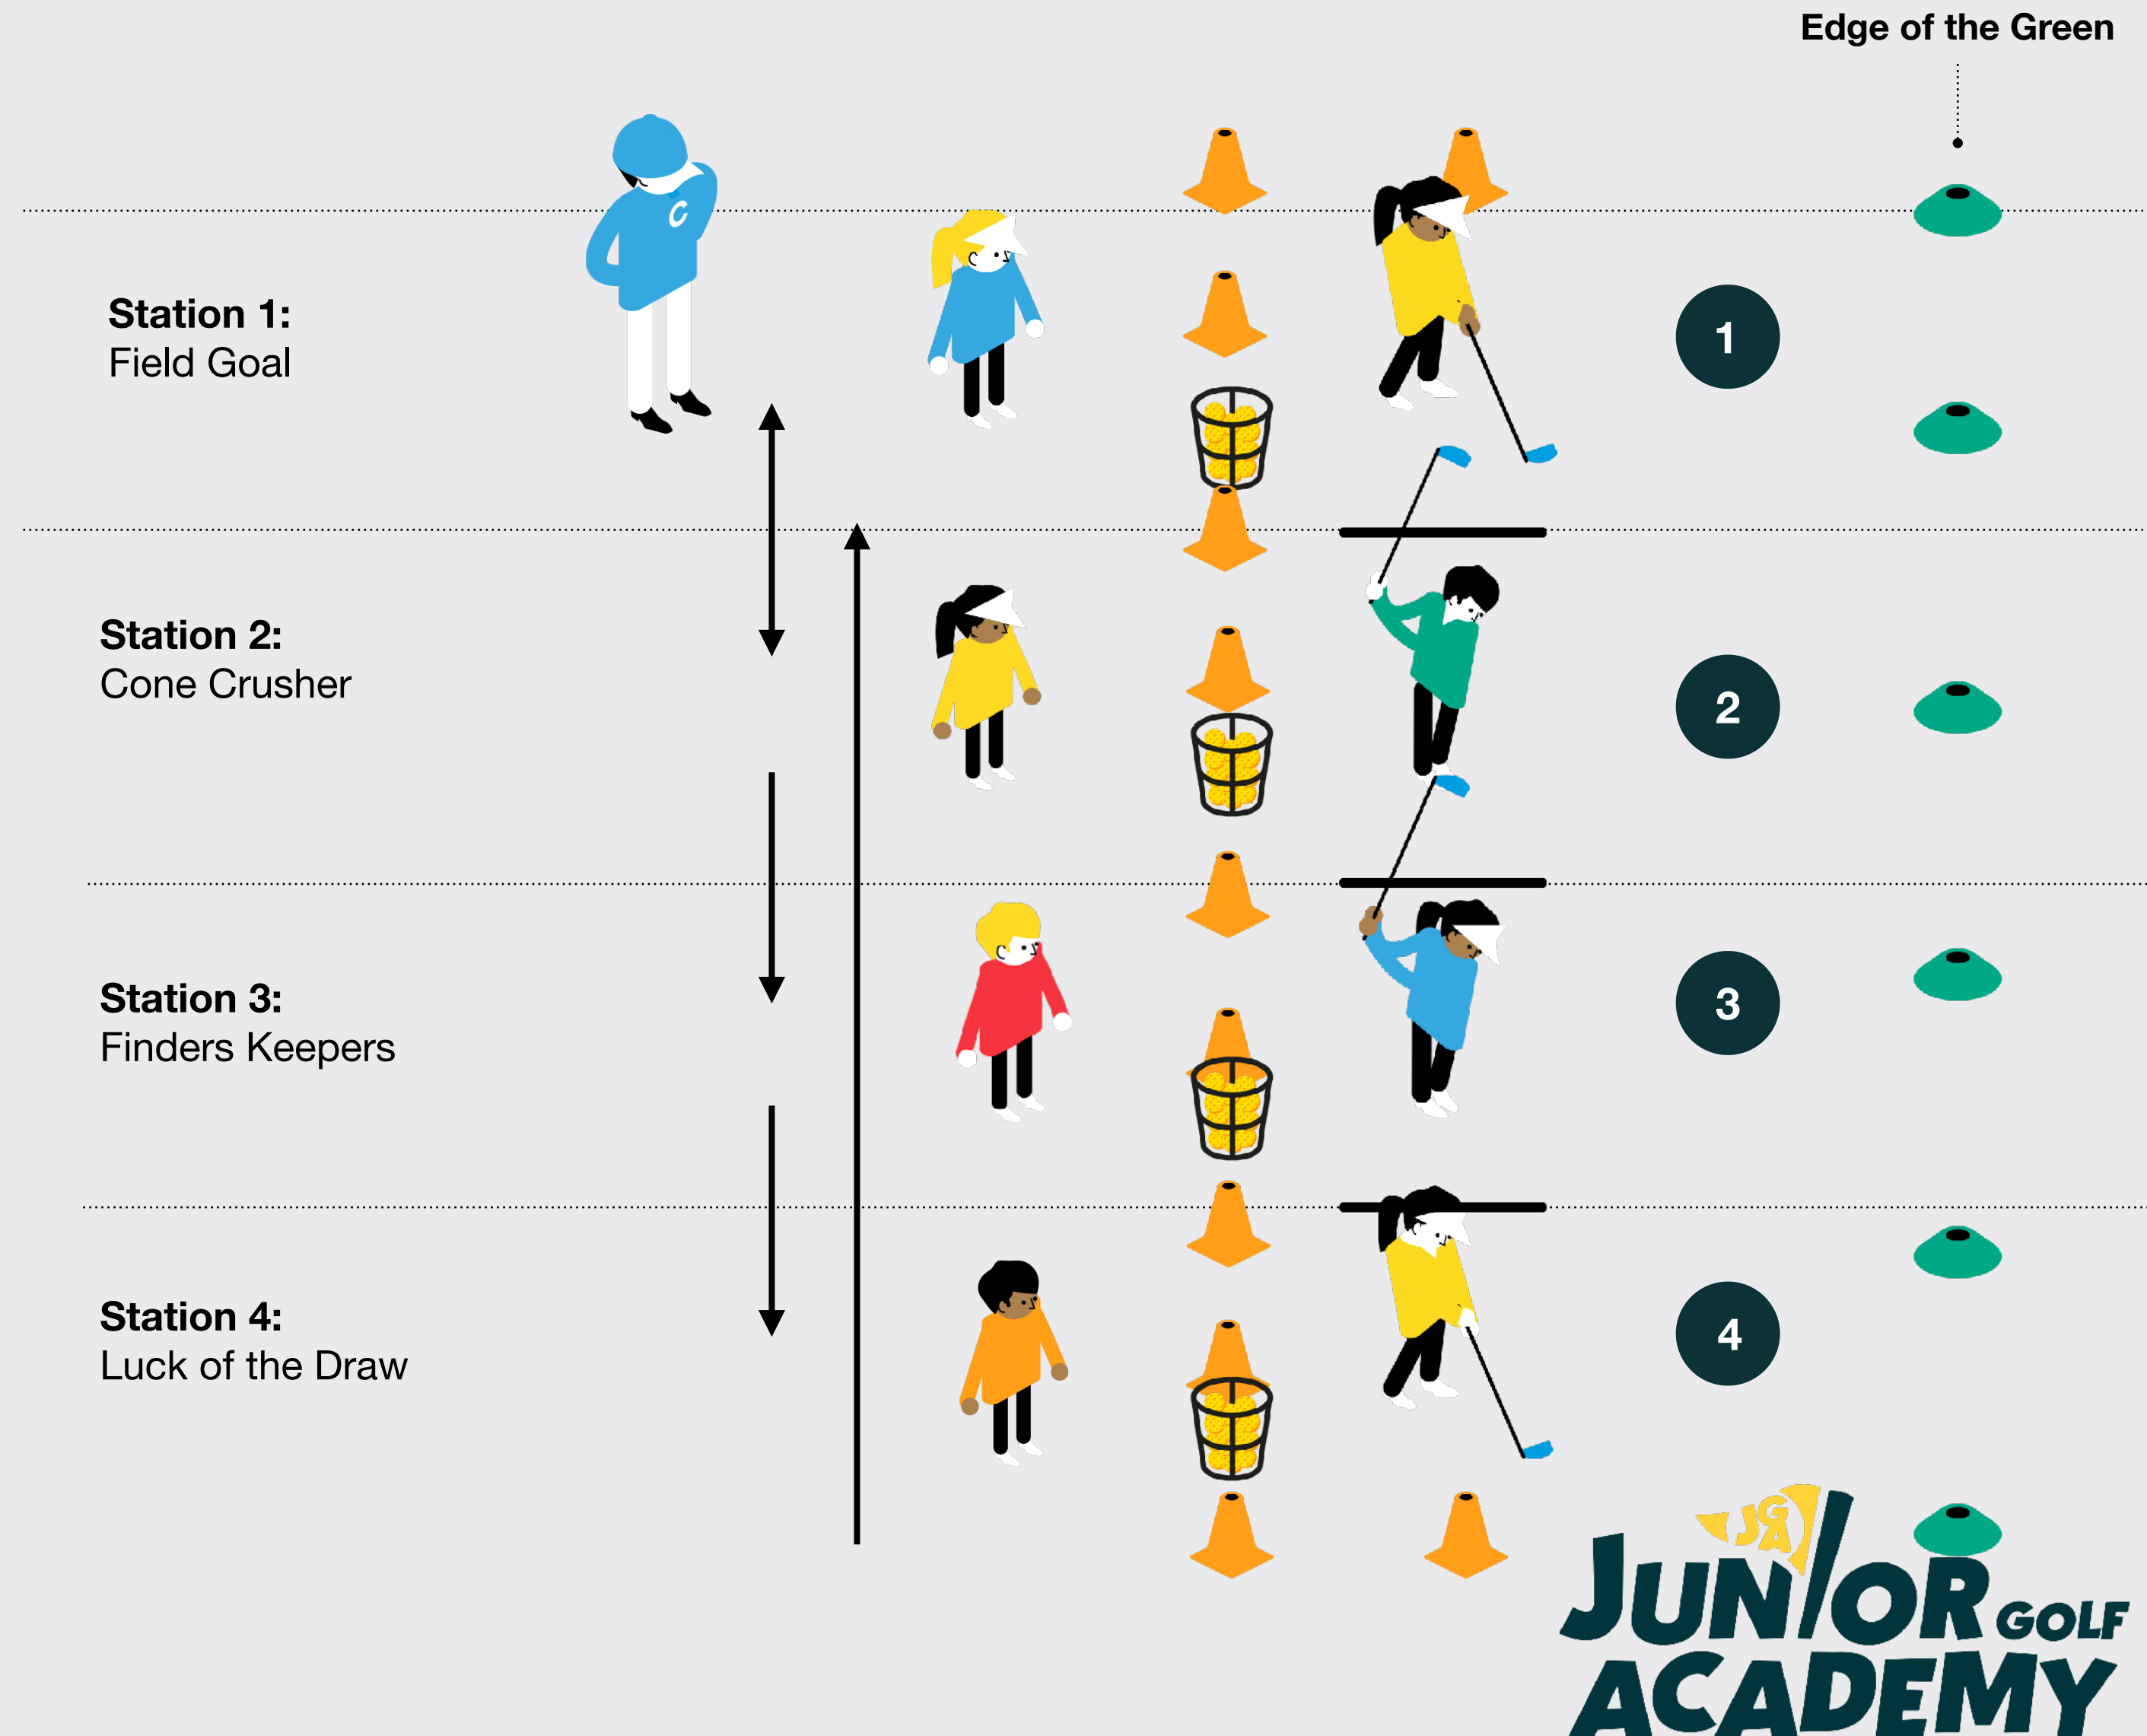 Edge of the Green
C
Station 1:
Field Goal
1
Station 2:
Cone Crusher
2
Station 3:
Finders Keepers
3
Station 4:
Luck of the Draw
4
JGA
JUNIOR GOLF
ACADEMY